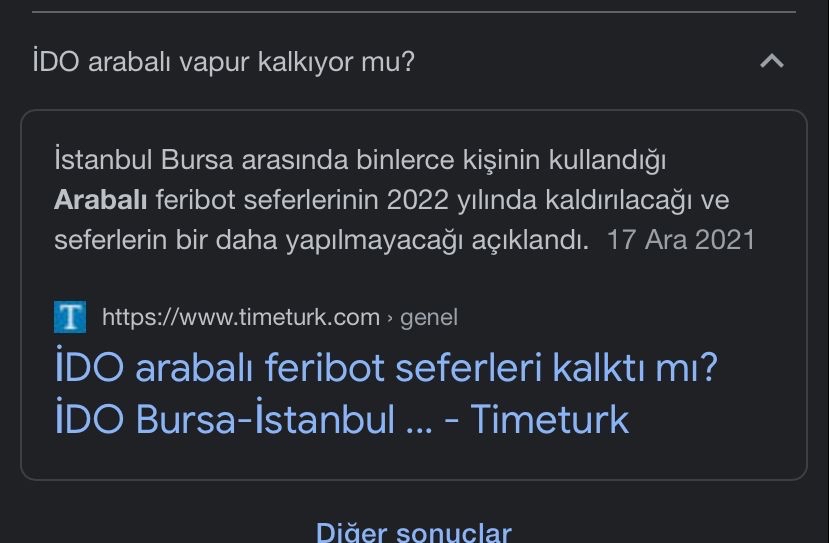 İDO arabalı vapur kalkıyor mu?
İstanbul Bursa arasında binlerce kişinin kullandığı
Arabalı feribot seferlerinin 2022 yılında kaldırılacağı ve
seferlerin bir daha yapılmayacağı açıklandı. 17 Ara 2021
T https://www.timeturk.com › genel
İDO arabalı feribot seferleri kalktı mı?
İDO Bursa-İstanbul ... - Timeturk
Diğer sonuçlar